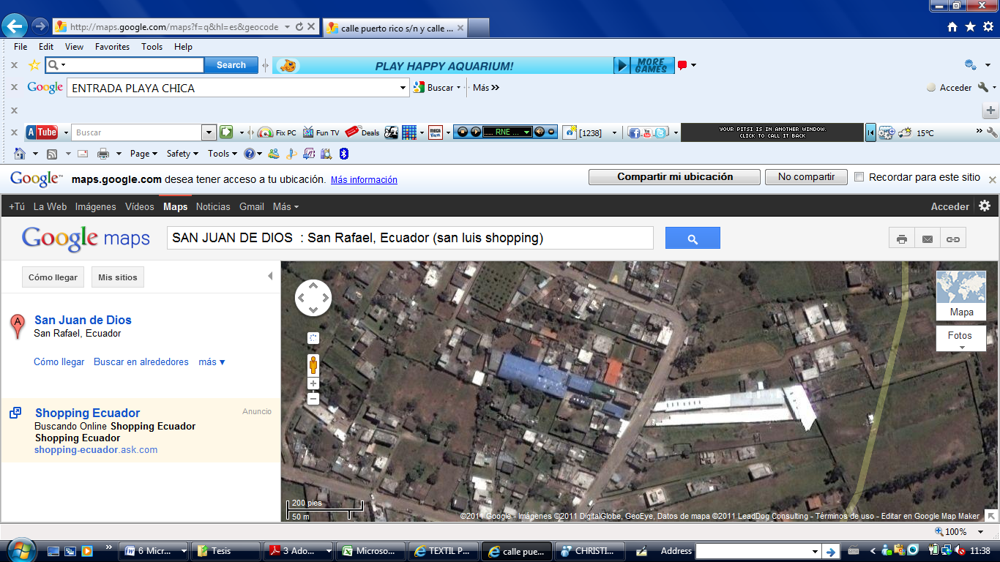 http://maps.google.com/maps?f=q&hl=es&geocode
calle puerto rico s/n y calle ...
File Edit View Favorites Tools Help
Search
PLAY HAPPY AQUARIUM!
MORE GAMES
Google ENTRADA PLAYA CHICA Buscar Más Acceder
A Tube Buscar Fix PC Fun TV Deals RNE ... [1238] YOUR PITSI IS IN ANOTHER WINDOW. 15°C
CLICK TO CALL IT BACK
Page Safety Tools
Google™ maps.google.com desea tener acceso a tu ubicación. Más información Compartir mi ubicación No compartir Recordar para este sitio
+Tú La Web Imágenes Vídeos Maps Noticias Gmail Más Acceder
Google maps SAN JUAN DE DIOS : San Rafael, Ecuador (san luis shopping)
Cómo llegar Mis sitios
A San Juan de Dios
San Rafael, Ecuador
Cómo llegar Buscar en alrededores más
Shopping Ecuador Anuncio
Buscando Online Shopping Ecuador
Shopping Ecuador
shopping-ecuador.ask.com
Mapa
Fotos
200 pies
50 m
©2011 Google - Imágenes ©2011 DigitalGlobe, GeoEye, Datos de mapa ©2011 LeadDog Consulting - Términos de uso - Editar en Google Map Maker
100%
6 Micr... Tesis 3 Ado... Microso... TEXTIL P... calle pue... CHRISTI... Address 11:38